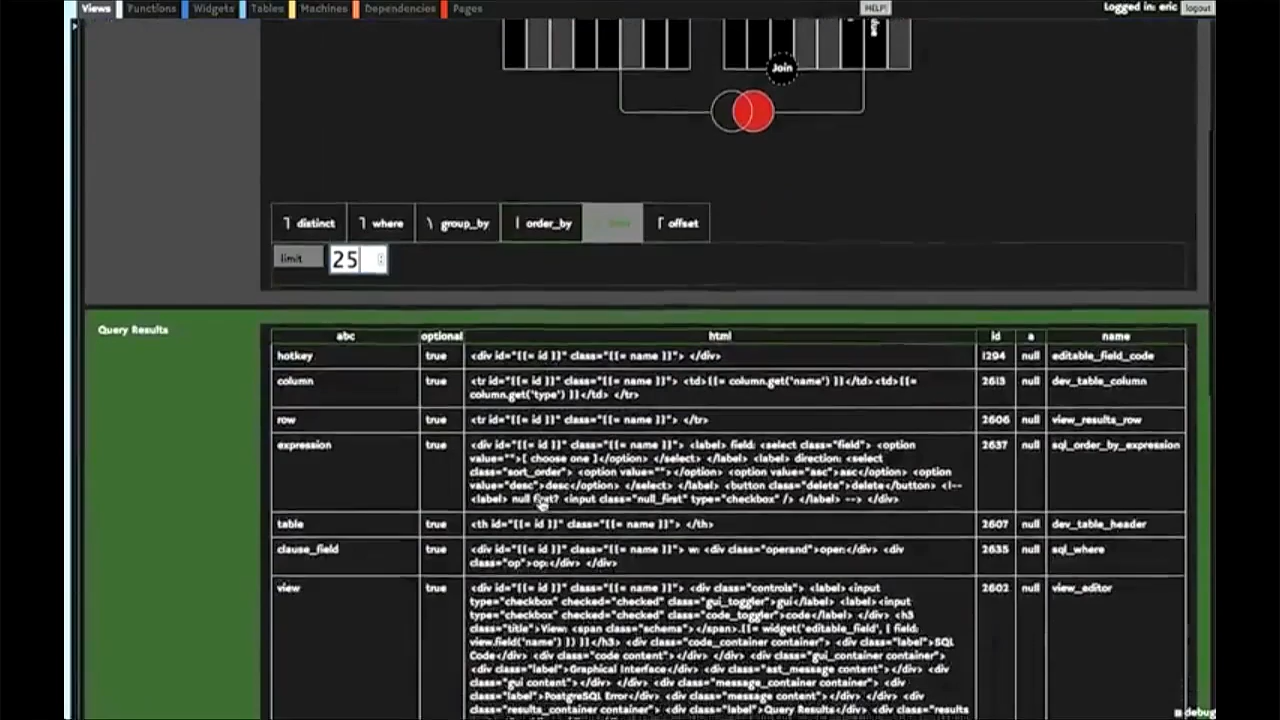 Views Functions Widgets Tables Machines Dependencies Pages HELP! Logged in: eric logout
Join
distinct where group_by order_by offset
limit 25
Query Results
abc optional html id a name
hotkey true <div id="{{= id }}" class="{{= name }}"> </div> 1294 null editable_field_code
column true <tr id="{{= id }}" class="{{= name }}"> <td>{{= column.get('name') }}</td><td>{{= 2613 null dev_table_column
column.get('type') }}</td> </tr>
row true <tr id="{{= id }}" class="{{= name }}"> </tr> 2606 null view_results_row
expression true <div id="{{= id }}" class="{{= name }}"> <label> field: <select class="field"> <option 2637 null sql_order_by_expression
value="">[ choose one ]</option> </select> </label> <label> direction: <select
class="sort_order"> <option value=""></option> <option value="asc">asc</option> <option
value="desc">desc</option> </select> </label> <button class="delete">delete</button> <!--
<label> null first? <input class="null_first" type="checkbox" /> </label> --> </div>
table true <th id="{{= id }}" class="{{= name }}"> </th> 2607 null dev_table_header
clause_field true <div id="{{= id }}" class="{{= name }}"> w: <div class="operand">oper:</div> <div 2635 null sql_where
class="op">op:</div> </div>
view true <div id="{{= id }}" class="{{= name }}"> <div class="controls"> <label><input 2602 null view_editor
type="checkbox" checked="checked" class="gui_toggler">gui</label> <label><input
type="checkbox" checked="checked" class="code_toggler">code</label> </div> <h3
class="title">View: <span class="schema"></span>.{{= widget('editable_field', { field:
view.field('name') }) }}</h3> <div class="code_container container"> <div class="label">SQL
Code</div> <div class="code content"></div> </div> <div class="gui_container container">
<div class="label">Graphical Interface</div> <div class="ast_message content"></div> <div
class="gui content"></div> </div> <div class="message_container container"> <div
class="label">PostgreSQL Error</div> <div class="message content"></div> </div> <div
class="results_container container"> <div class="label">Query Results</div> <div class="results
debug